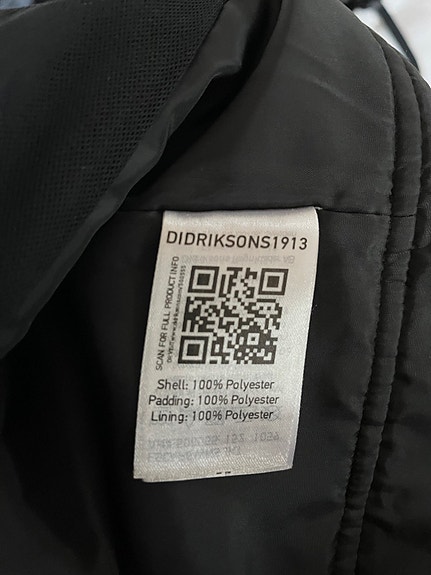 DIDRIKSONS1913
SCAN FOR FULL PRODUCT INFO
Shell: 100% Polyester
Padding: 100% Polyester
Lining: 100% Polyester